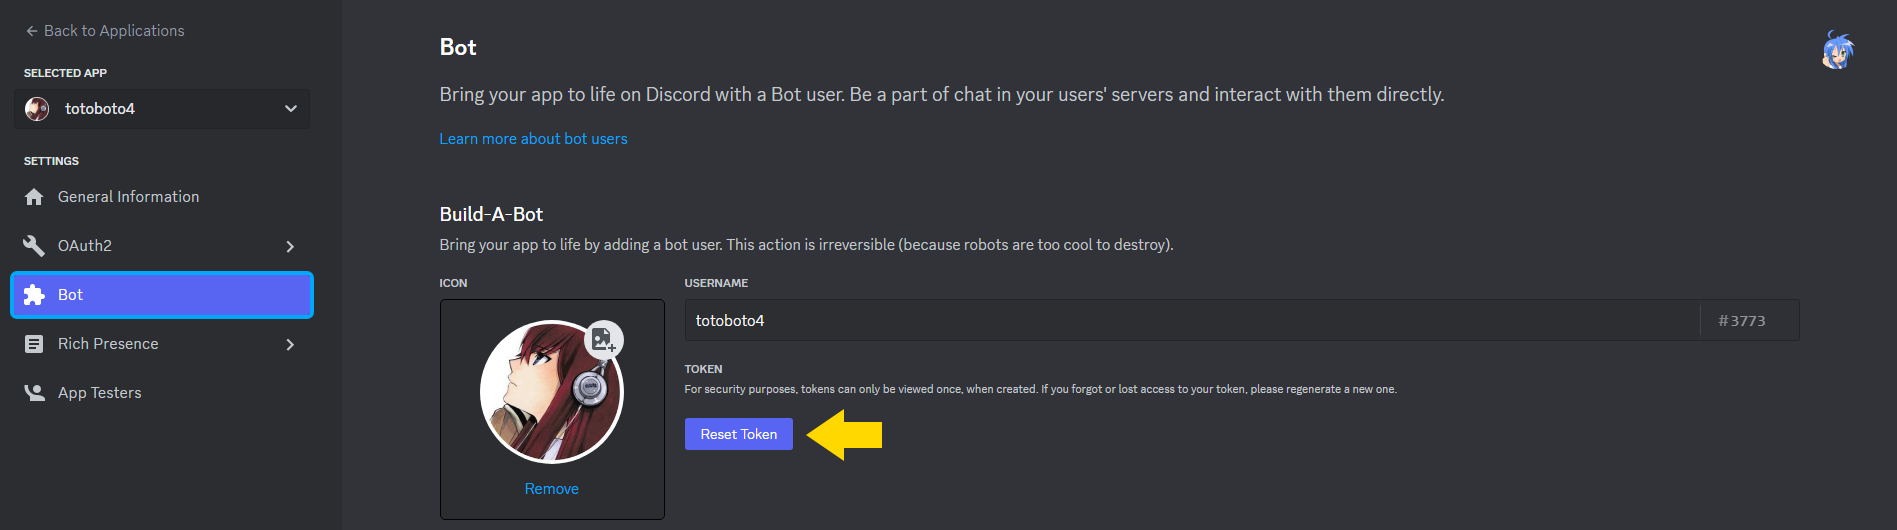 Back to Applications
SELECTED APP
totoboto4
SETTINGS
General Information
OAuth2
Bot
Rich Presence
App Testers
Bot
Bring your app to life on Discord with a Bot user. Be a part of chat in your users' servers and interact with them directly.
Learn more about bot users
Build-A-Bot
Bring your app to life by adding a bot user. This action is irreversible (because robots are too cool to destroy).
ICON
Remove
USERNAME
totoboto4 #3773
TOKEN
For security purposes, tokens can only be viewed once, when created. If you forgot or lost access to your token, please regenerate a new one.
Reset Token